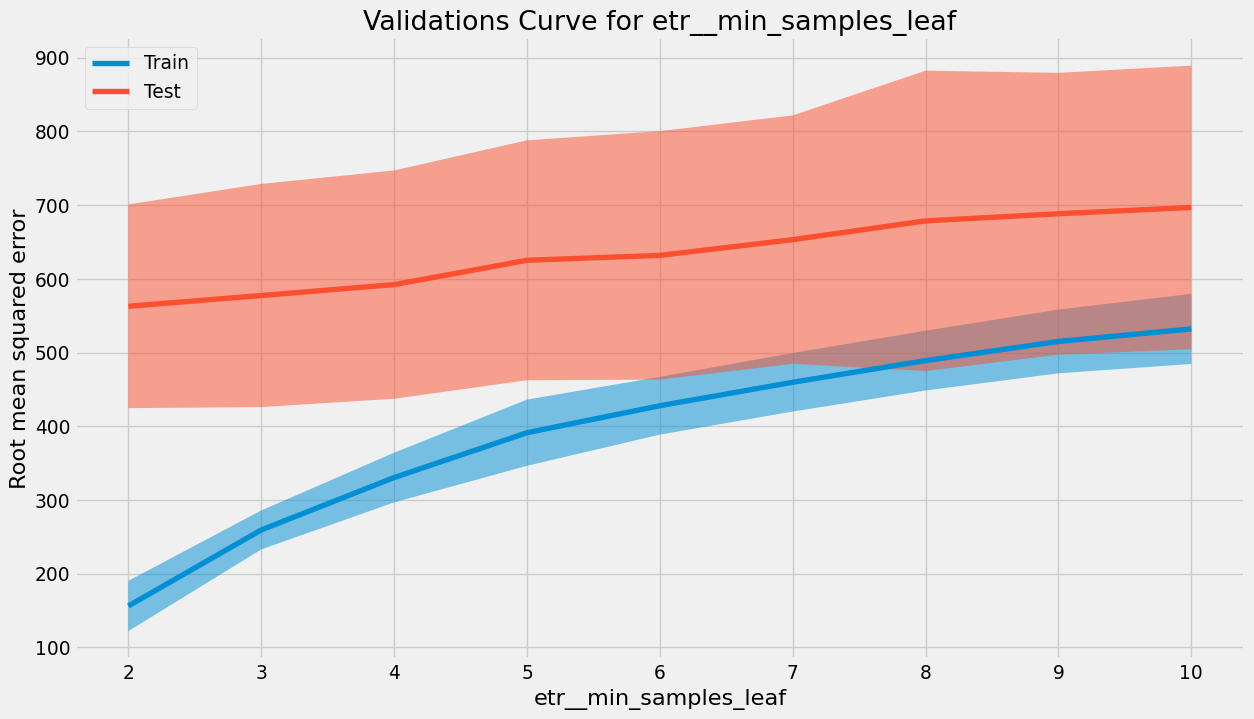 Validations Curve for etr__min_samples_leaf
Train
Test
Root mean squared error
900
800
700
600
500
400
300
200
100
2 3 4 5 6 7 8 9 10
etr__min_samples_leaf